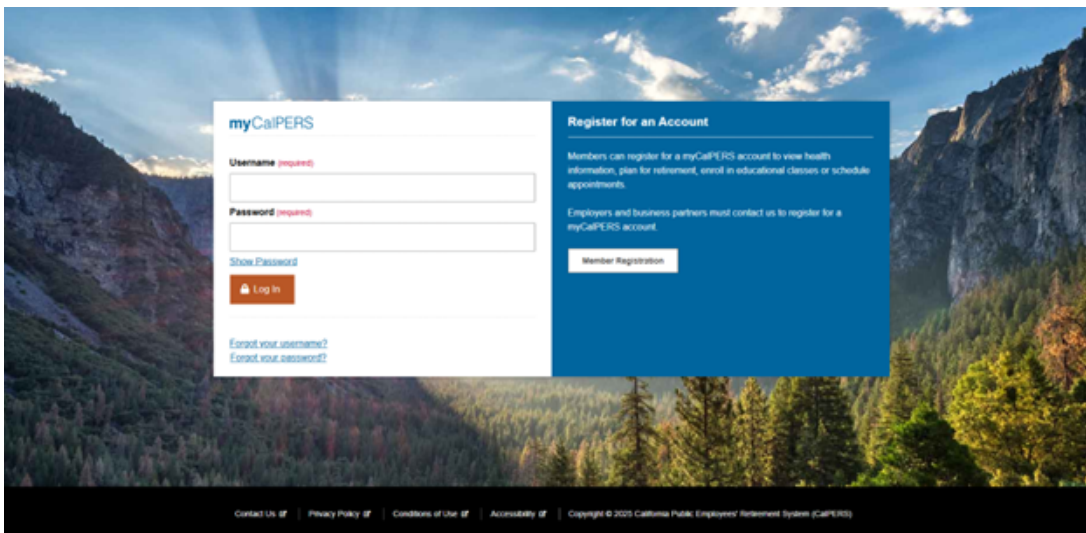 myCalPERS
Username (required)
Password (required)
Show Password
Log In
Forgot your username?
Forgot your password?
Register for an Account
Members can register for a myCalPERS account to view health
information, plan for retirement, enroll in educational classes or schedule
appointments.
Employers and business partners must contact us to register for a
myCalPERS account.
Member Registration
Contact Us
Privacy Policy
Conditions of Use
Accessibility
Copyright © 2025 California Public Employees' Retirement System (CalPERS)